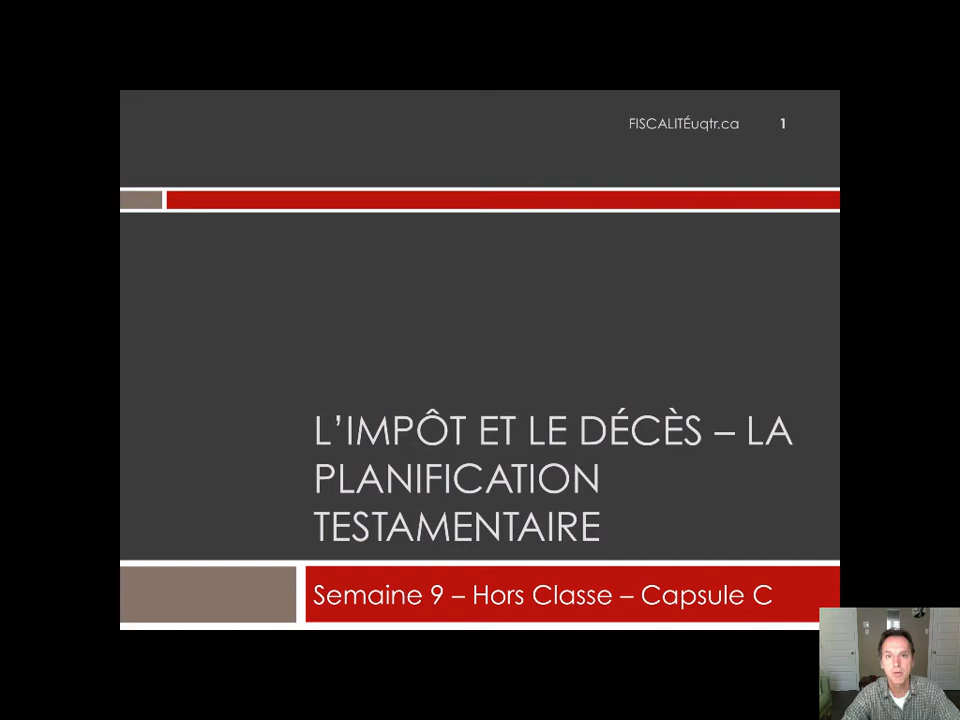 FISCALITÉuqtr.ca 1
L’IMPÔT ET LE DÉCÈS – LA
PLANIFICATION
TESTAMENTAIRE
Semaine 9 – Hors Classe – Capsule C